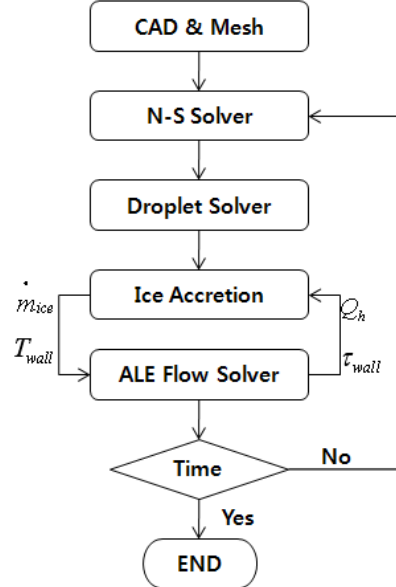 CAD & Mesh
N-S Solver
Droplet Solver
Ice Accretion
ṁice
Qh
Twall
τwall
ALE Flow Solver
Time
No
Yes
END